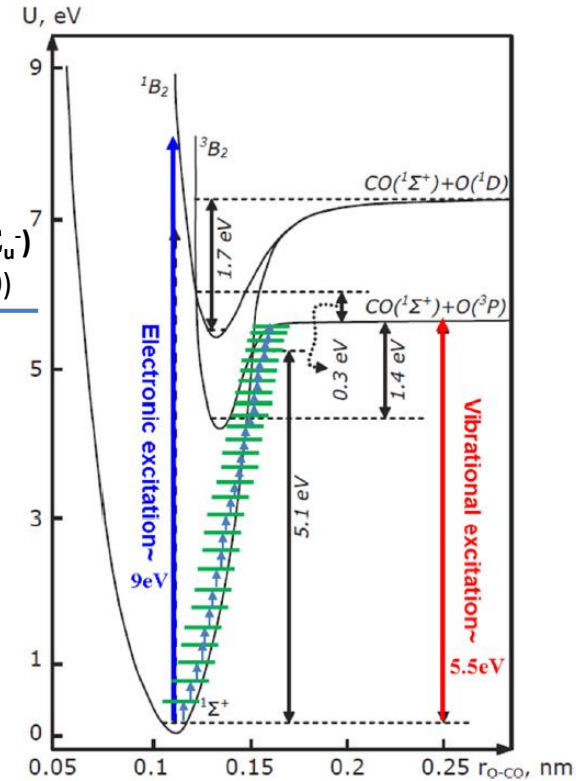 U, eV
9
7
5
3
1
0
0.05
0.1
0.15
0.2
0.25
r_O-CO, nm
¹B₂
³B₂
CO(¹Σ⁺)+O(¹D)
1.7 eV
CO(¹Σ⁺)+O(³P)
0.3 eV
1.4 eV
5.1 eV
¹Σ⁺
Electronic excitation~
9eV
Vibrational excitation~
5.5eV